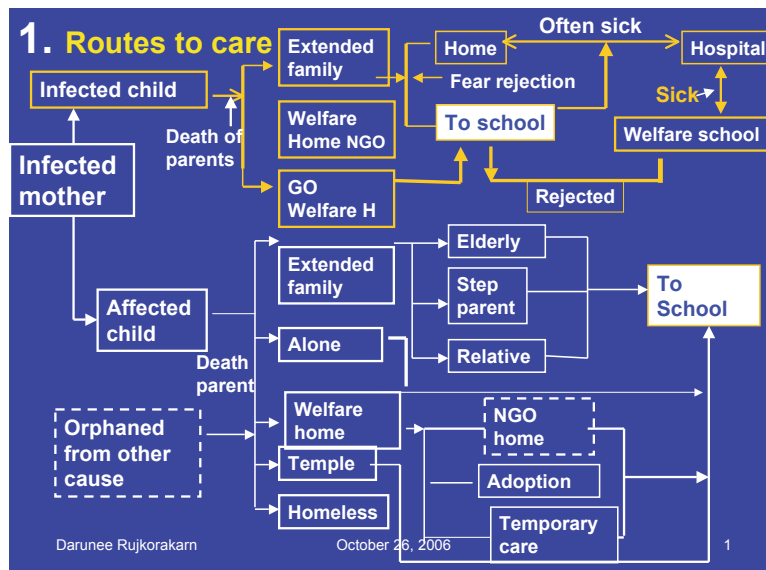 1. Routes to care
Extended
family
Home
Often sick
Hospital
Infected child
Fear rejection
Sick
Death of
parents
Welfare
Home NGO
To school
Welfare school
Infected
mother
GO
Welfare H
Rejected
Extended
family
Elderly
Step
parent
Relative
To
School
Affected
child
Alone
Death
parent
Orphaned
from other
cause
Welfare
home
NGO
home
Temple
Adoption
Homeless
Temporary
care
Darunee Rujkorakarn
October 26, 2006
1